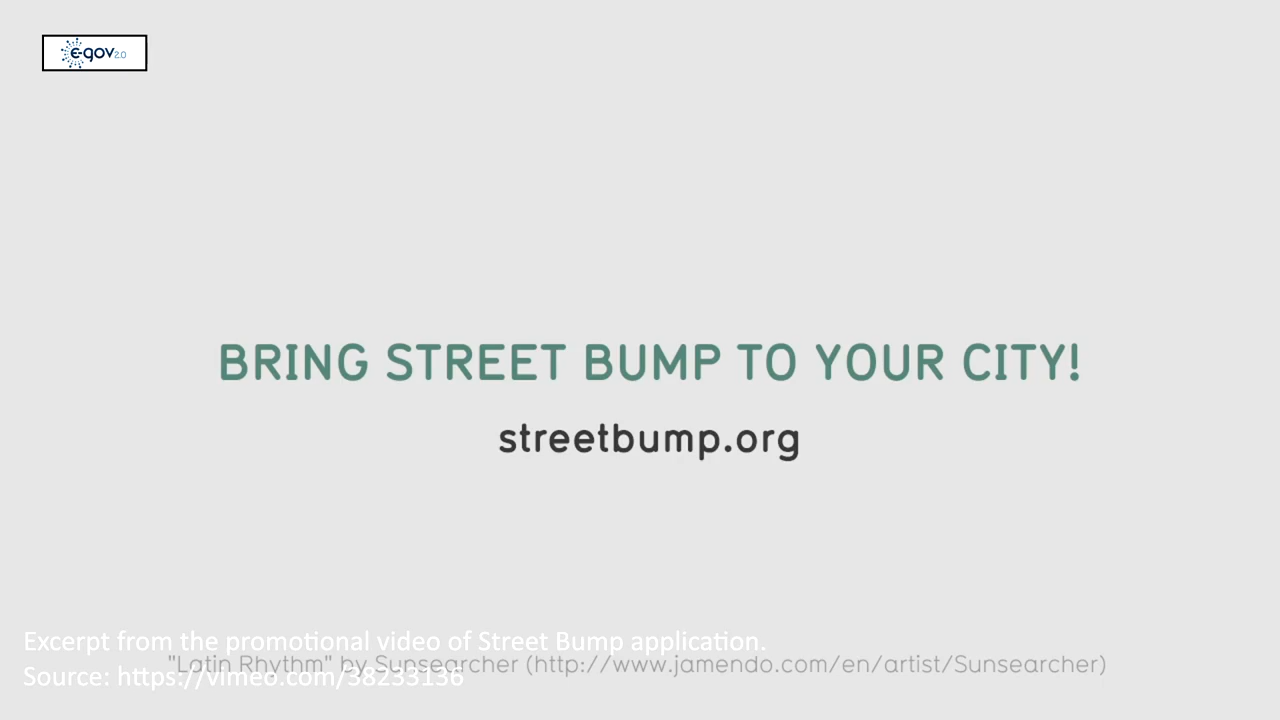 e-gov 2.0
BRING STREET BUMP TO YOUR CITY!
streetbump.org
Excerpt from the promotional video of Street Bump application.
"Latin Rhythm" by Sunsearcher (http://www.jamendo.com/en/artist/Sunsearcher)
Source: https://vimeo.com/38233136